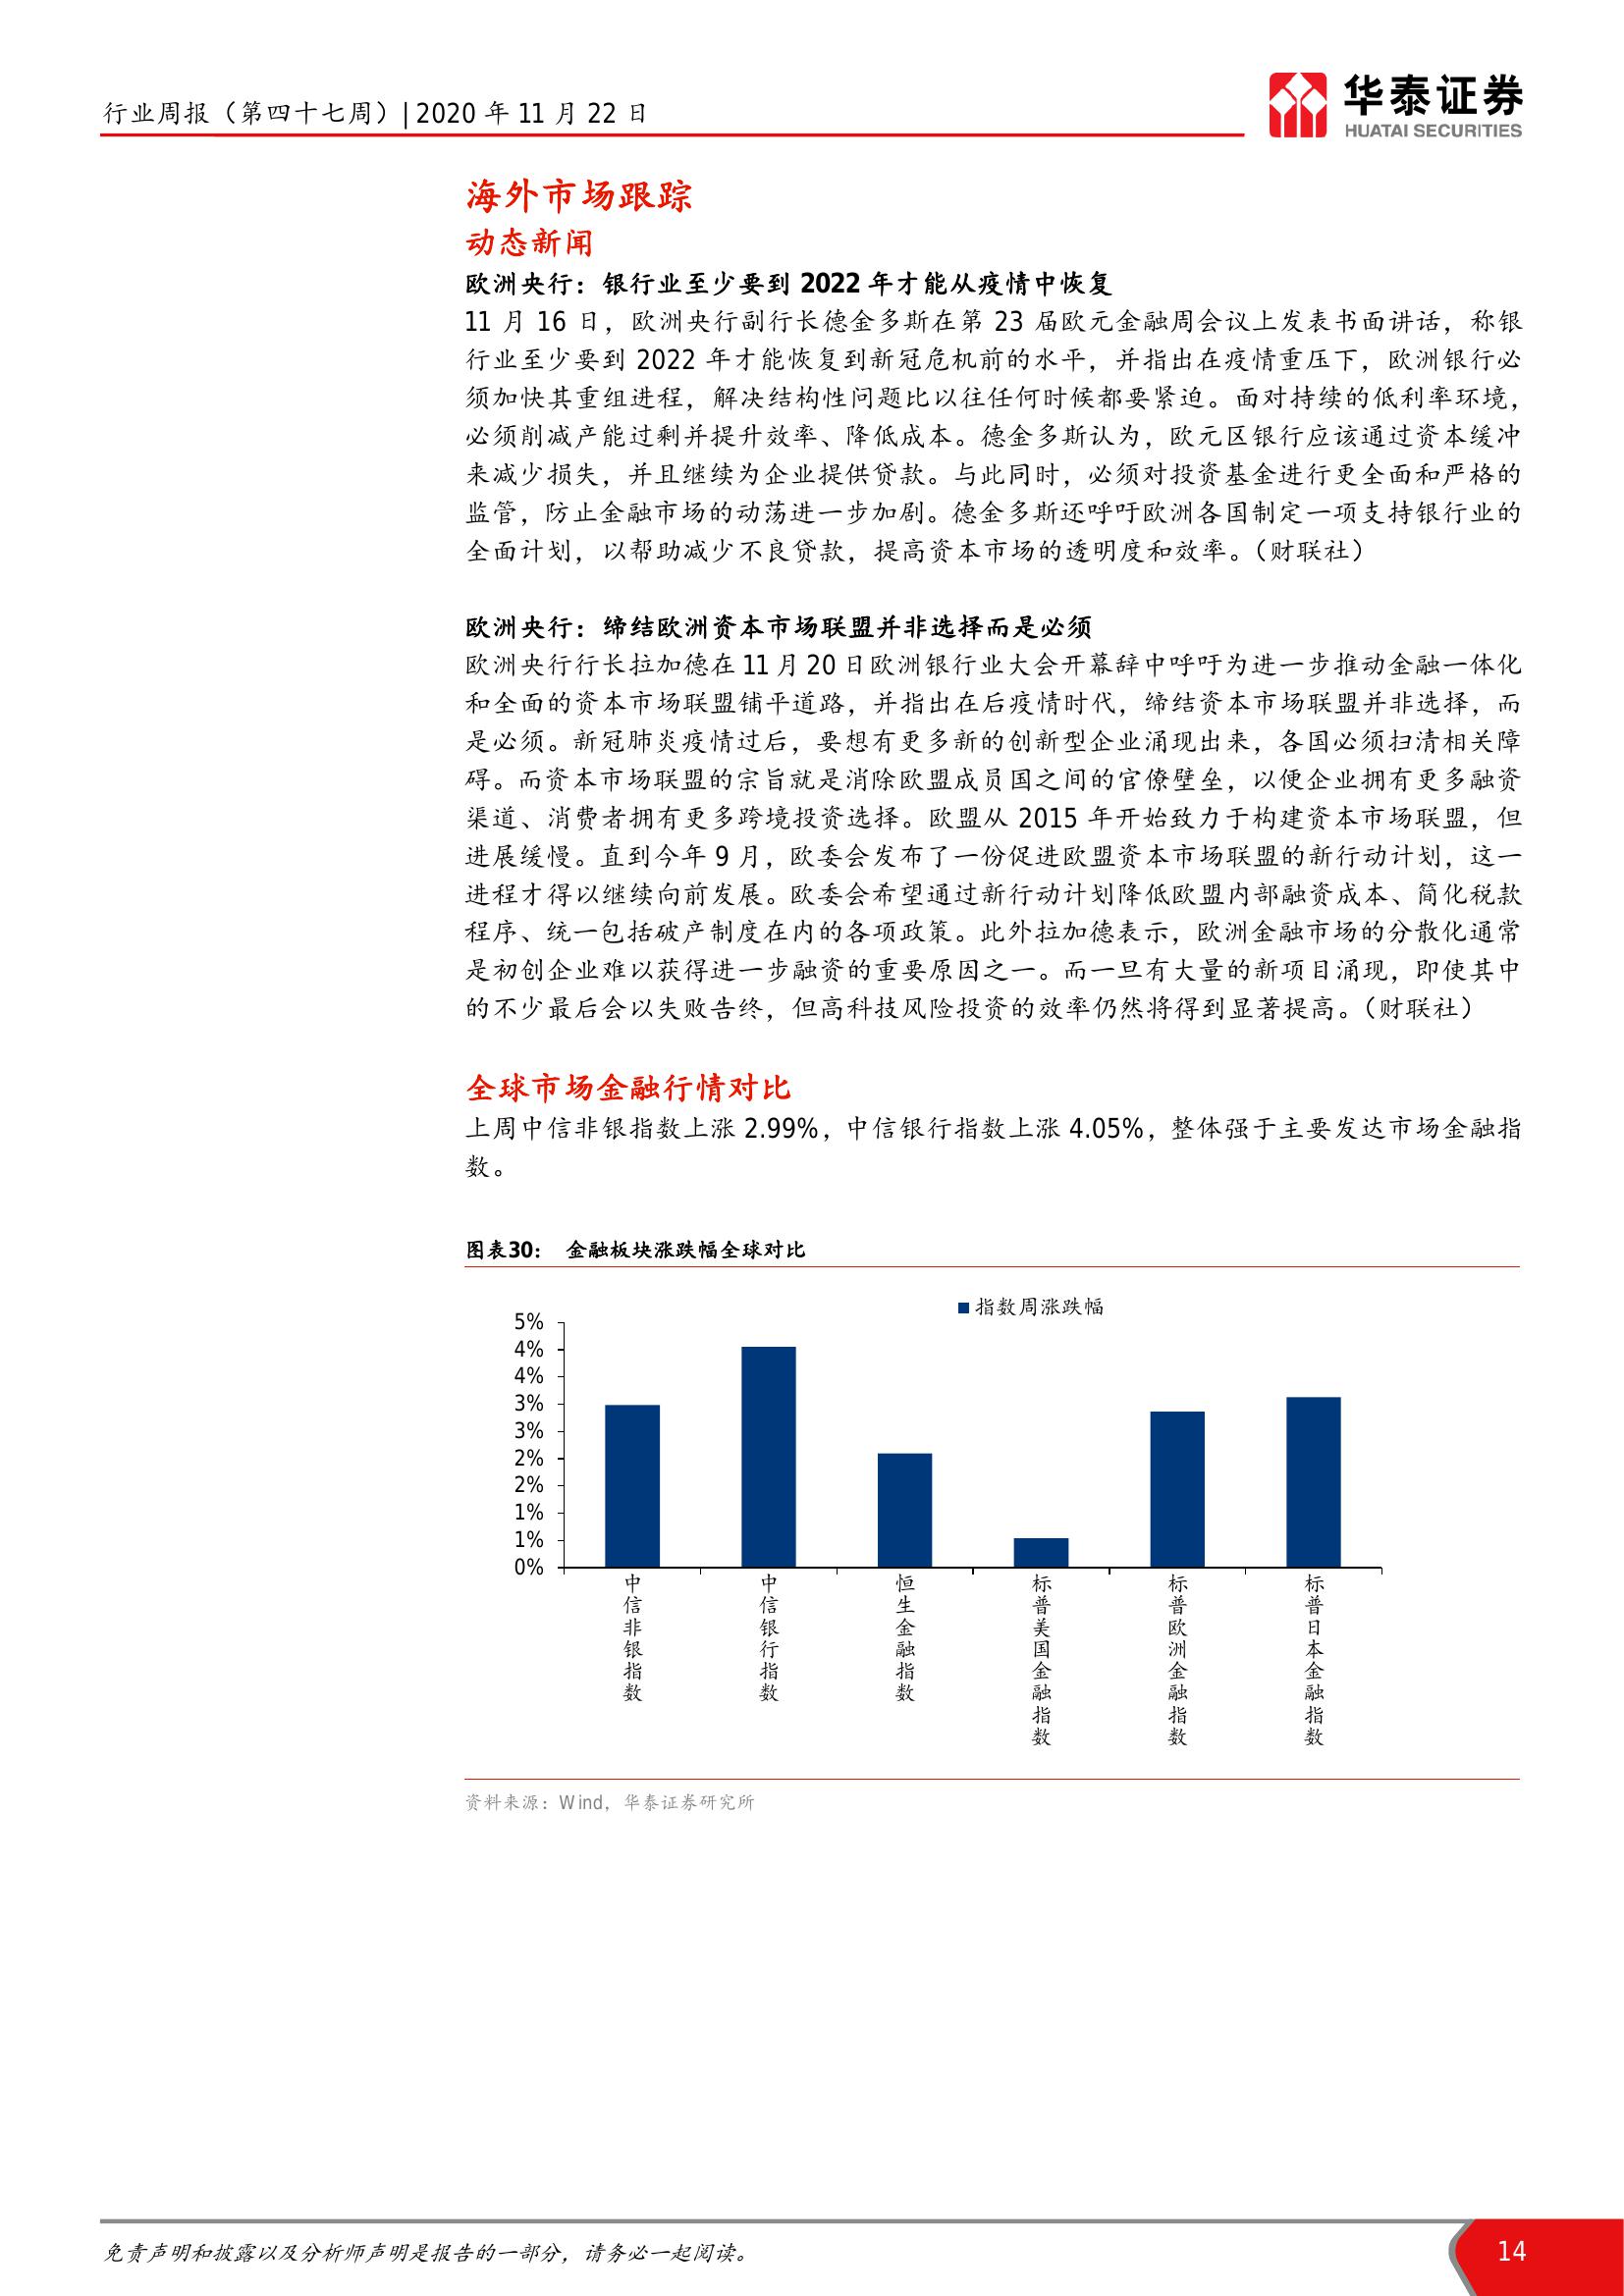 行业周报（第四十七周）| 2020 年 11 月 22 日
华泰证券
HUATAI SECURITIES
海外市场跟踪
动态新闻
欧洲央行：银行业至少要到 2022 年才能从疫情中恢复
11 月 16 日，欧洲央行副行长德金多斯在第 23 届欧元金融周会议上发表书面讲话，称银
行业至少要到 2022 年才能恢复到新冠危机前的水平，并指出在疫情重压下，欧洲银行必
须加快其重组进程，解决结构性问题比以往任何时候都要紧迫。面对持续的低利率环境，
必须削减产能过剩并提升效率、降低成本。德金多斯认为，欧元区银行应该通过资本缓冲
来减少损失，并且继续为企业提供贷款。与此同时，必须对投资基金进行更全面和严格的
监管，防止金融市场的动荡进一步加剧。德金多斯还呼吁欧洲各国制定一项支持银行业的
全面计划，以帮助减少不良贷款，提高资本市场的透明度和效率。（财联社）
欧洲央行：缔结欧洲资本市场联盟并非选择而是必须
欧洲央行行长拉加德在 11 月 20 日欧洲银行业大会开幕辞中呼吁为进一步推动金融一体化
和全面的资本市场联盟铺平道路，并指出在后疫情时代，缔结资本市场联盟并非选择，而
是必须。新冠肺炎疫情过后，要想有更多新的创新型企业涌现出来，各国必须扫清相关障
碍。而资本市场联盟的宗旨就是消除欧盟成员国之间的官僚壁垒，以便企业拥有更多融资
渠道、消费者拥有更多跨境投资选择。欧盟从 2015 年开始致力于构建资本市场联盟，但
进展缓慢。直到今年 9 月，欧委会发布了一份促进欧盟资本市场联盟的新行动计划，这一
进程才得以继续向前发展。欧委会希望通过新行动计划降低欧盟内部融资成本、简化税款
程序、统一包括破产制度在内的各项政策。此外拉加德表示，欧洲金融市场的分散化通常
是初创企业难以获得进一步融资的重要原因之一。而一旦有大量的新项目涌现，即使其中
的不少最后会以失败告终，但高科技风险投资的效率仍然将得到显著提高。（财联社）
全球市场金融行情对比
上周中信非银指数上涨 2.99%，中信银行指数上涨 4.05%，整体强于主要发达市场金融指
数。
图表30： 金融板块涨跌幅全球对比
指数周涨跌幅
5%
4%
4%
3%
3%
2%
2%
1%
1%
0%
中信非银指数
中信银行指数
恒生金融指数
标普美国金融指数
标普欧洲金融指数
标普日本金融指数
资料来源：Wind，华泰证券研究所
免责声明和披露以及分析师声明是报告的一部分，请务必一起阅读。
14